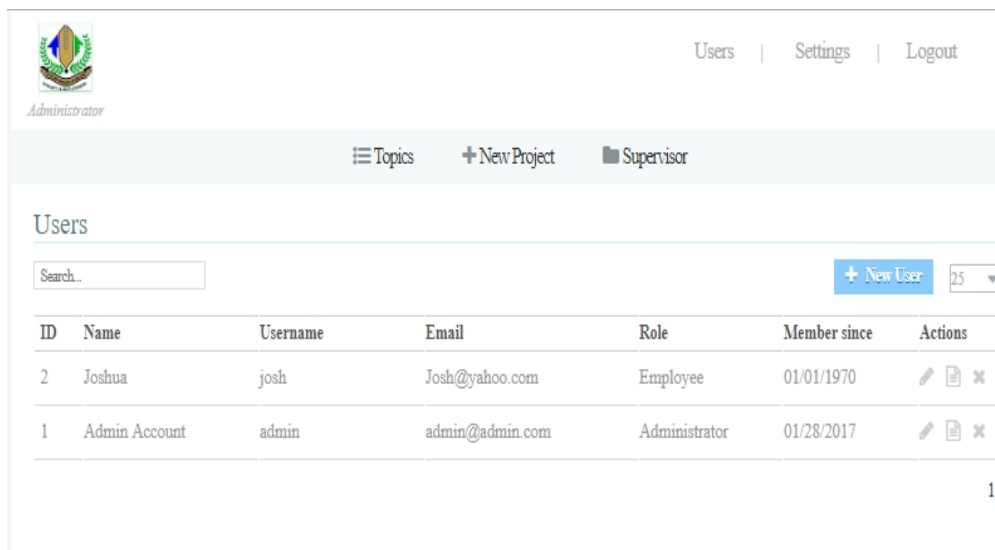 Users | Settings | Logout
Administrator
Topics New Project Supervisor
Users
Search...
New User 25
ID Name Username Email Role Member since Actions
2 Joshua josh Josh@yahoo.com Employee 01/01/1970
1 Admin Account admin admin@admin.com Administrator 01/28/2017
1